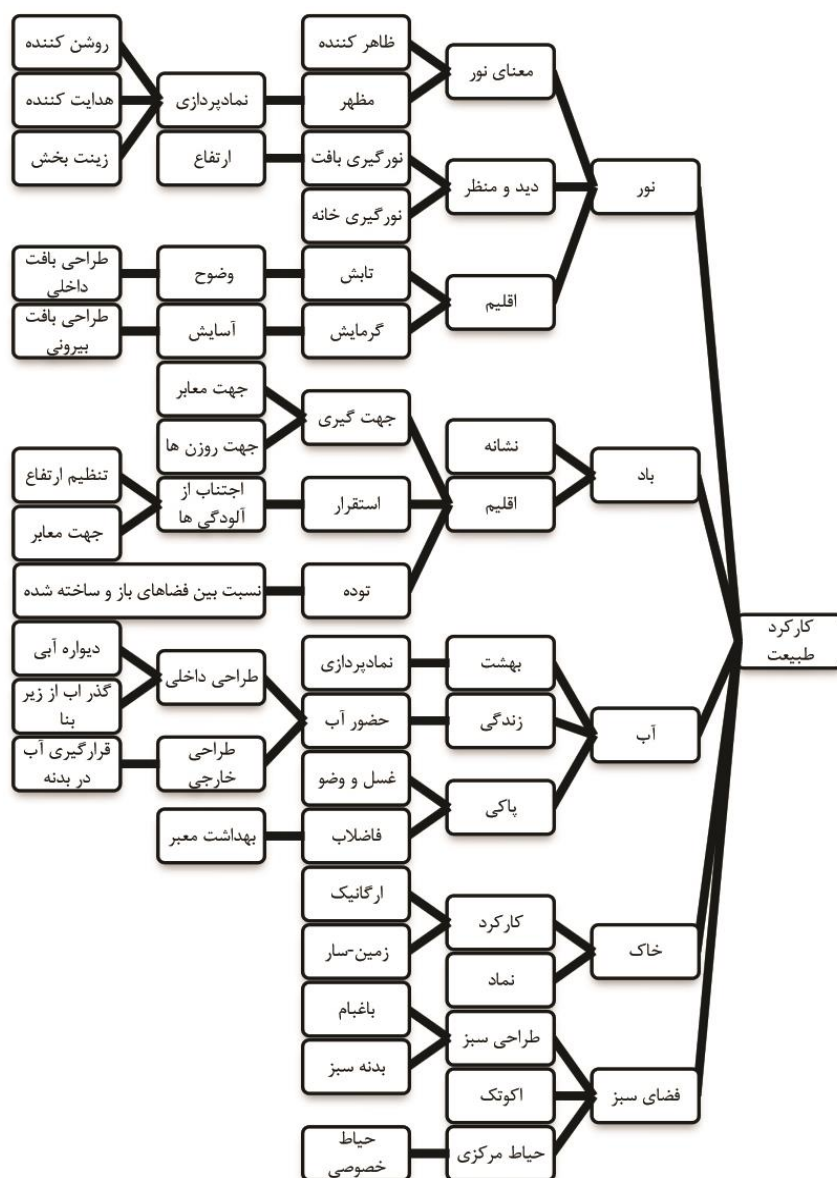 کارکرد
طبیعت
نور
معنای نور
ظاهر کننده
مظهر
نمادپردازی
روشن کننده
هدایت کننده
زینت بخش
دید و منظر
نورگیری بافت
ارتفاع
نورگیری خانه
اقلیم
تابش
وضوح
طراحی بافت
داخلی
گرمایش
آسایش
طراحی بافت
بیرونی
باد
نشانه
اقلیم
جهت گیری
جهت معابر
جهت روزن ها
استقرار
اجتناب از
آلودگی ها
تنظیم ارتفاع
جهت معابر
توده
نسبت بین فضاهای باز و ساخته شده
آب
بهشت
نمادپردازی
زندگی
حضور آب
طراحی داخلی
دیواره آبی
گذر اب از زیر
بنا
طراحی
خارجی
قرارگیری آب
در بدنه
پاکی
غسل و وضو
فاضلاب
بهداشت معبر
خاک
کارکرد
ارگانیک
زمین-سار
نماد
فضای سبز
طراحی سبز
باغبام
بدنه سبز
اکوتک
حیاط مرکزی
حیاط
خصوصی